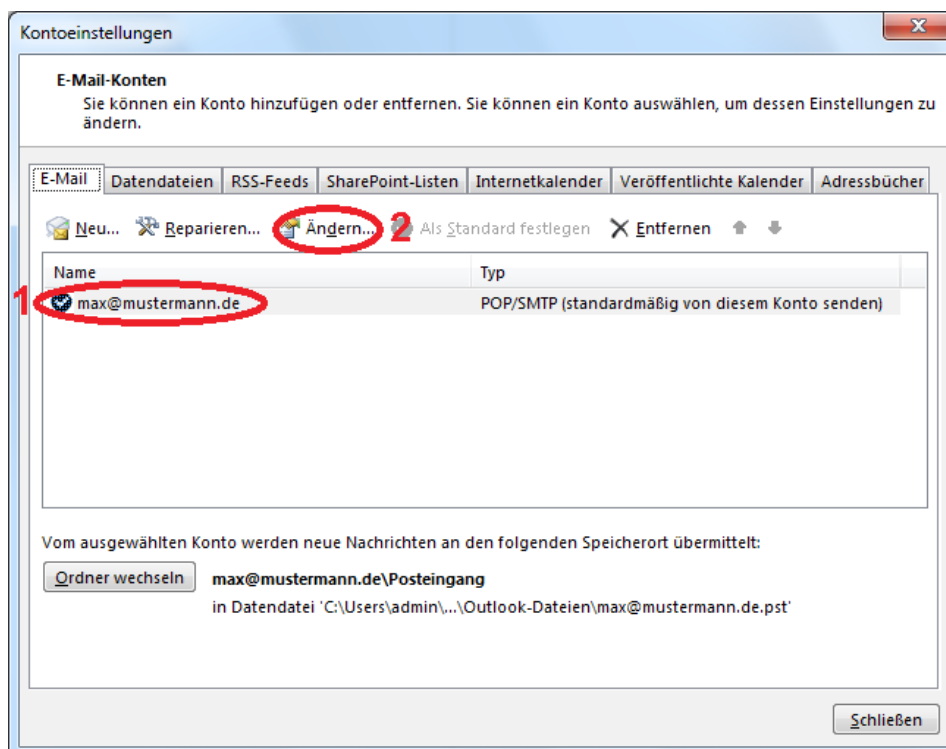 Kontoeinstellungen
E-Mail-Konten
Sie können ein Konto hinzufügen oder entfernen. Sie können ein Konto auswählen, um dessen Einstellungen zu
ändern.
E-Mail Datendateien RSS-Feeds SharePoint-Listen Internetkalender Veröffentlichte Kalender Adressbücher
Neu... Reparieren... Ändern... 2 Als Standard festlegen Entfernen
Name Typ
1 max@mustermann.de POP/SMTP (standardmäßig von diesem Konto senden)
Vom ausgewählten Konto werden neue Nachrichten an den folgenden Speicherort übermittelt:
Ordner wechseln max@mustermann.de\Posteingang
in Datendatei 'C:\Users\admin\...\Outlook-Dateien\max@mustermann.de.pst'
Schließen